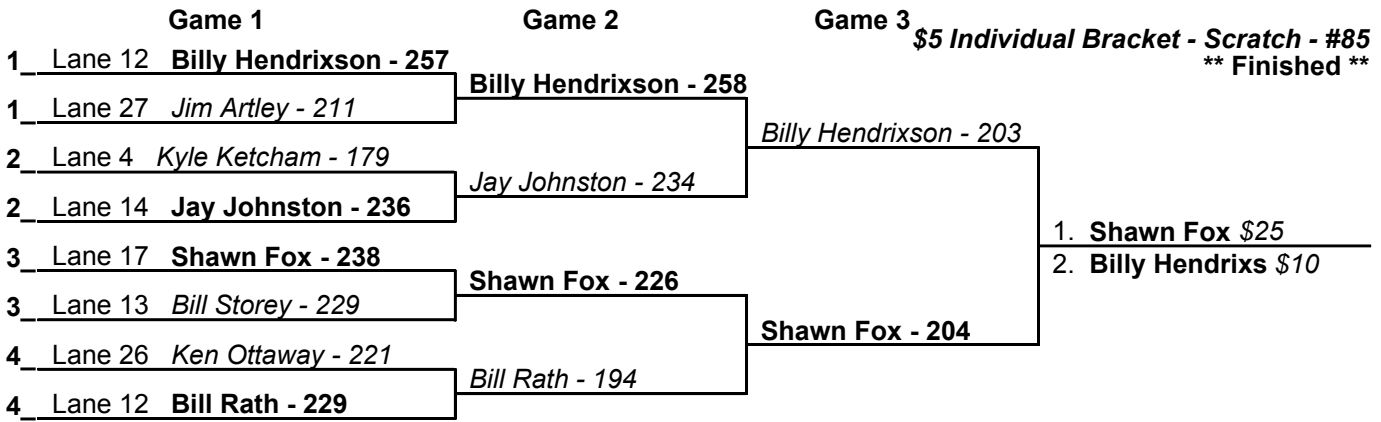 Game 1 Game 2 Game 3
$5 Individual Bracket - Scratch - #85
** Finished **
1_ Lane 12 Billy Hendrixson - 257
Billy Hendrixson - 258
1_ Lane 27 Jim Artley - 211
Billy Hendrixson - 203
2_ Lane 4 Kyle Ketcham - 179
Jay Johnston - 234
2_ Lane 14 Jay Johnston - 236
1. Shawn Fox $25
3_ Lane 17 Shawn Fox - 238
2. Billy Hendrixs $10
Shawn Fox - 226
3_ Lane 13 Bill Storey - 229
Shawn Fox - 204
4_ Lane 26 Ken Ottaway - 221
Bill Rath - 194
4_ Lane 12 Bill Rath - 229